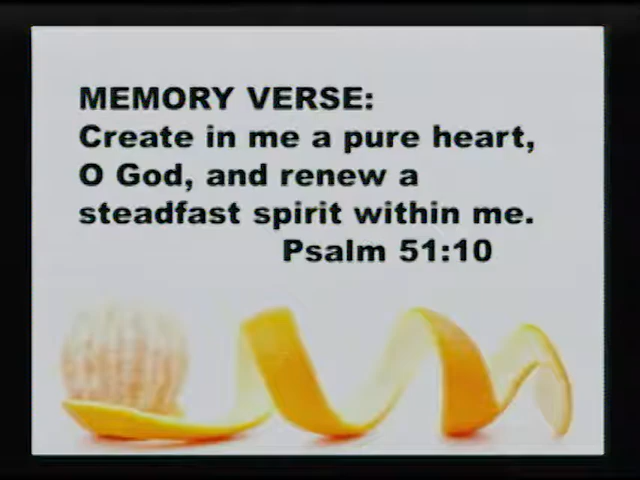 MEMORY VERSE:
Create in me a pure heart,
O God, and renew a
steadfast spirit within me.
Psalm 51:10